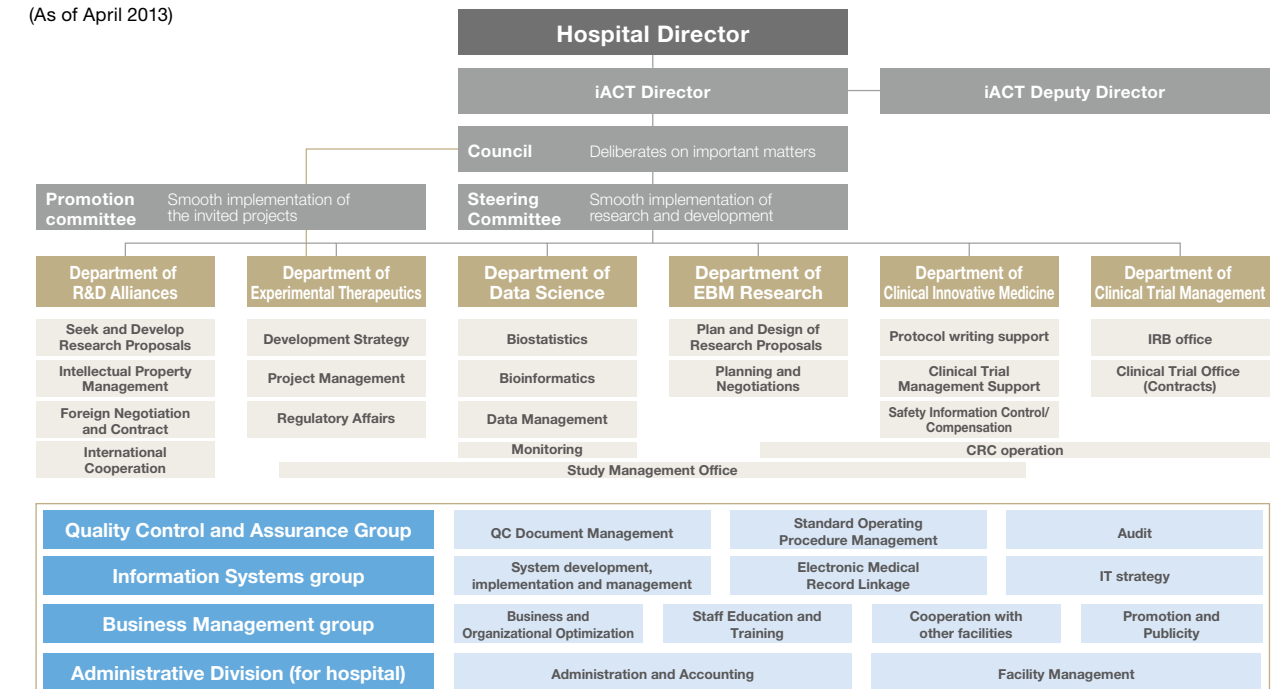 (As of April 2013)
Hospital Director
iACT Director
iACT Deputy Director
Council
Deliberates on important matters
Promotion
committee
Smooth implementation of
the invited projects
Steering
Committee
Smooth implementation of
research and development
Department of
R&D Alliances
Department of
Experimental Therapeutics
Department of
Data Science
Department of
EBM Research
Department of
Clinical Innovative Medicine
Department of
Clinical Trial Management
Seek and Develop
Research Proposals
Development Strategy
Biostatistics
Plan and Design of
Research Proposals
Protocol writing support
IRB office
Intellectual Property
Management
Project Management
Bioinformatics
Planning and
Negotiations
Clinical Trial
Management Support
Clinical Trial Office
(Contracts)
Foreign Negotiation
and Contract
Regulatory Affairs
Data Management
Safety Information Control/
Compensation
International
Cooperation
Monitoring
CRC operation
Study Management Office
Quality Control and Assurance Group
QC Document Management
Standard Operating
Procedure Management
Audit
Information Systems group
System development,
implementation and management
Electronic Medical
Record Linkage
IT strategy
Business Management group
Business and
Organizational Optimization
Staff Education and
Training
Cooperation with
other facilities
Promotion and
Publicity
Administrative Division (for hospital)
Administration and Accounting
Facility Management